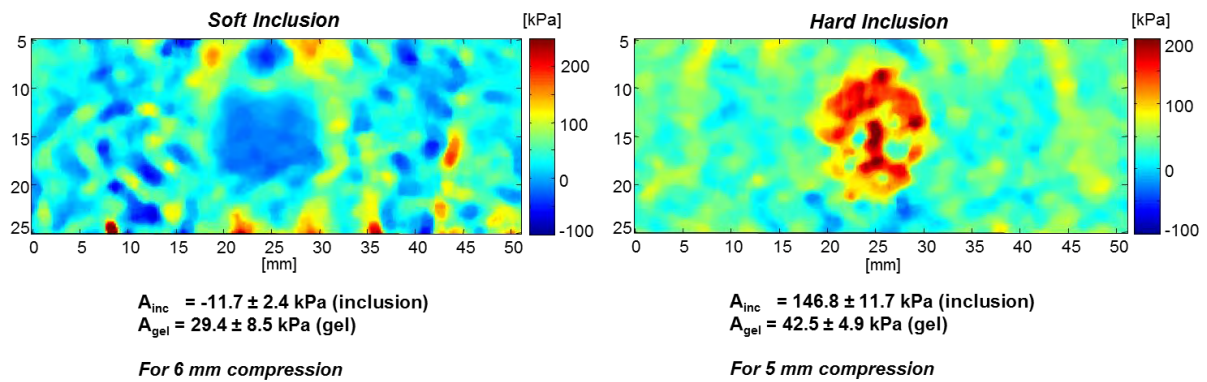 Soft Inclusion
[kPa]
5
10
15
20
25
0 5 10 15 20 25 30 35 40 45 50
[mm]
200
100
0
-100
A_inc = -11.7 ± 2.4 kPa (inclusion)
A_gel = 29.4 ± 8.5 kPa (gel)
For 6 mm compression
Hard Inclusion
[kPa]
5
10
15
20
25
0 5 10 15 20 25 30 35 40 45 50
[mm]
200
100
0
-100
A_inc = 146.8 ± 11.7 kPa (inclusion)
A_gel = 42.5 ± 4.9 kPa (gel)
For 5 mm compression